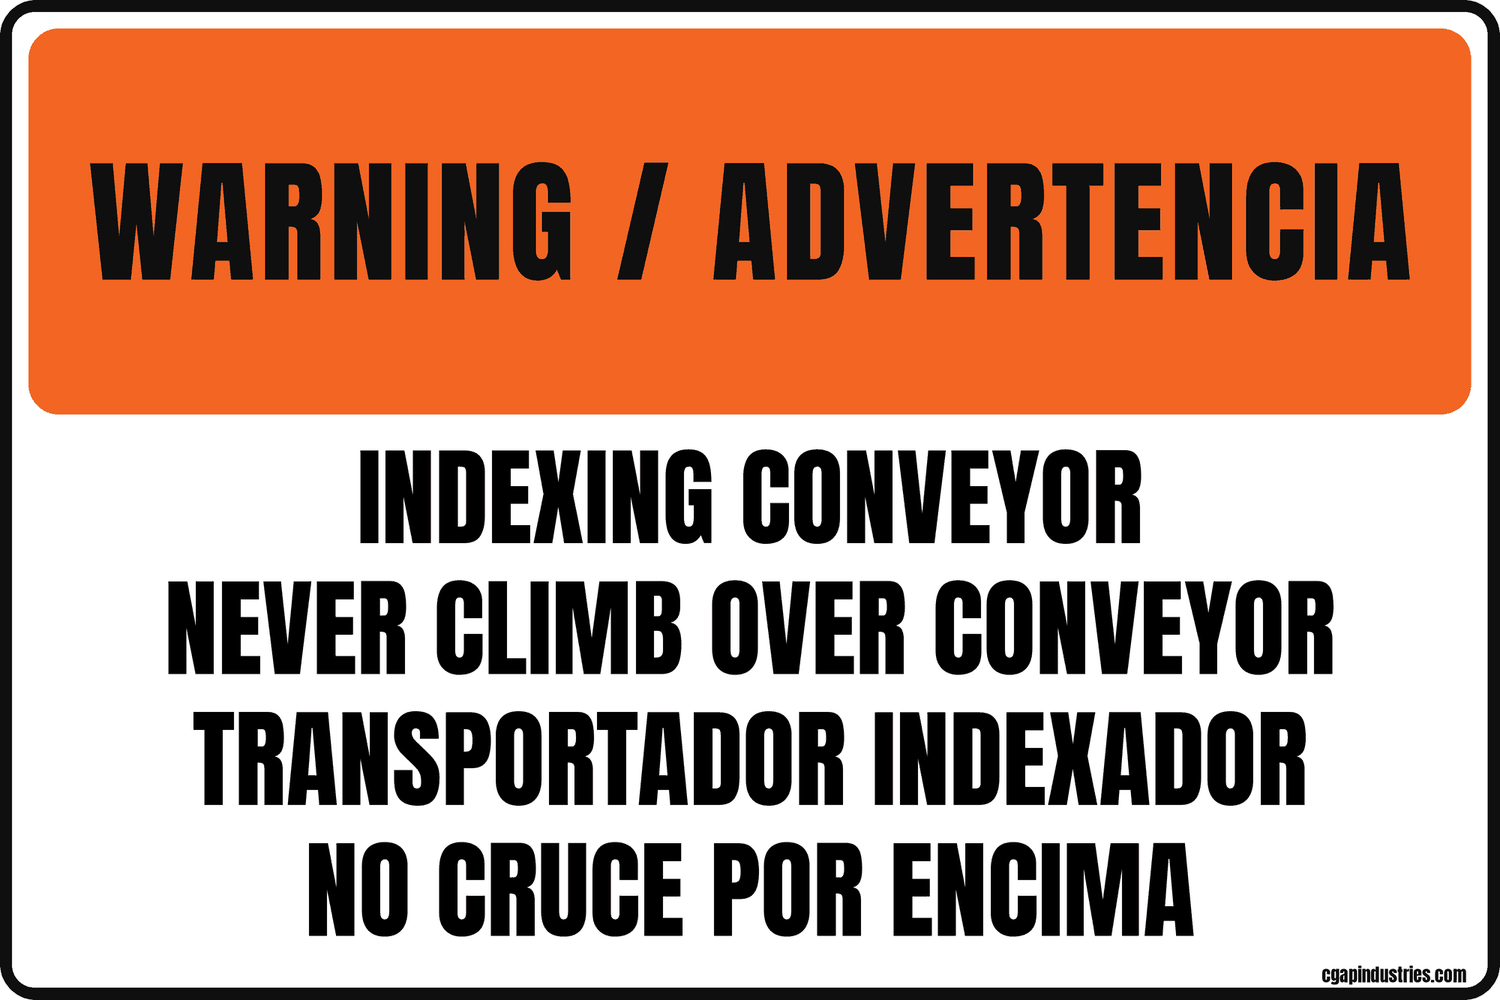 WARNING / ADVERTENCIA
INDEXING CONVEYOR
NEVER CLIMB OVER CONVEYOR
TRANSPORTADOR INDEXADOR
NO CRUCE POR ENCIMA
cgapindustries.com